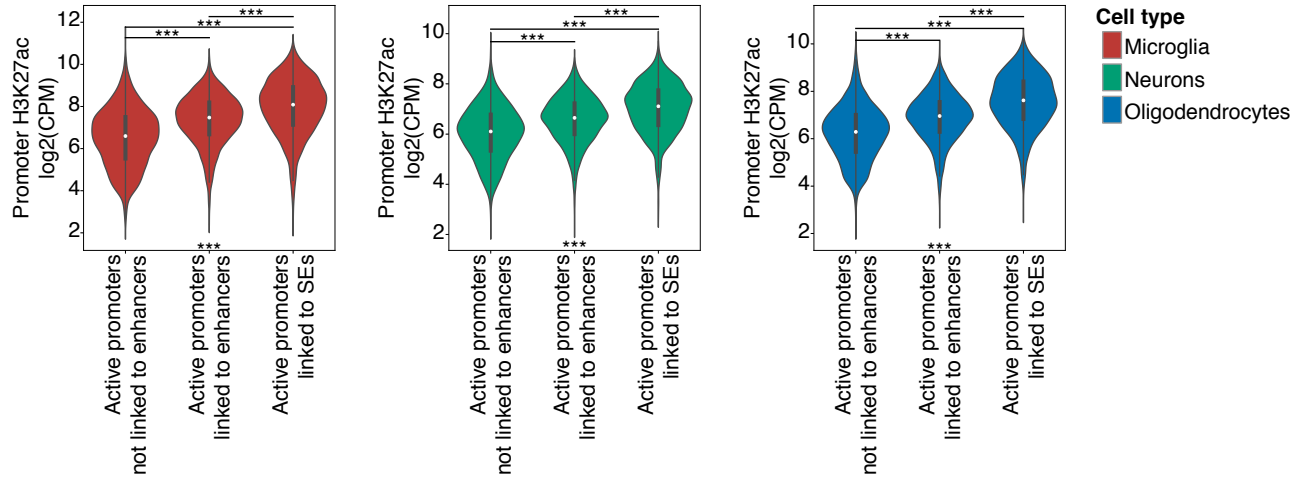 Promoter H3K27ac
log2(CPM)
12
10
8
6
4
2
***
***
***
***
Active promoters
not linked to enhancers
Active promoters
linked to enhancers
Active promoters
linked to SEs
Promoter H3K27ac
log2(CPM)
10
8
6
4
2
***
***
***
***
Active promoters
not linked to enhancers
Active promoters
linked to enhancers
Active promoters
linked to SEs
Promoter H3K27ac
log2(CPM)
10
8
6
4
2
***
***
***
***
Active promoters
not linked to enhancers
Active promoters
linked to enhancers
Active promoters
linked to SEs
Cell type
Microglia
Neurons
Oligodendrocytes